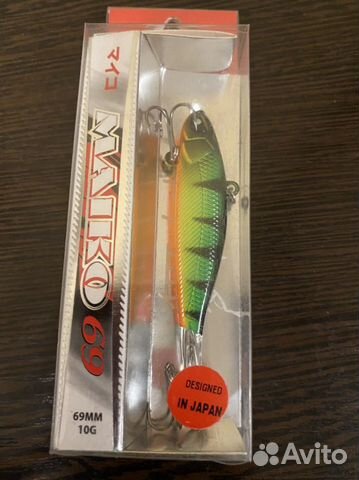 マイコ
MAIKO 69
69MM
10G
DESIGNED
IN JAPAN
Avito